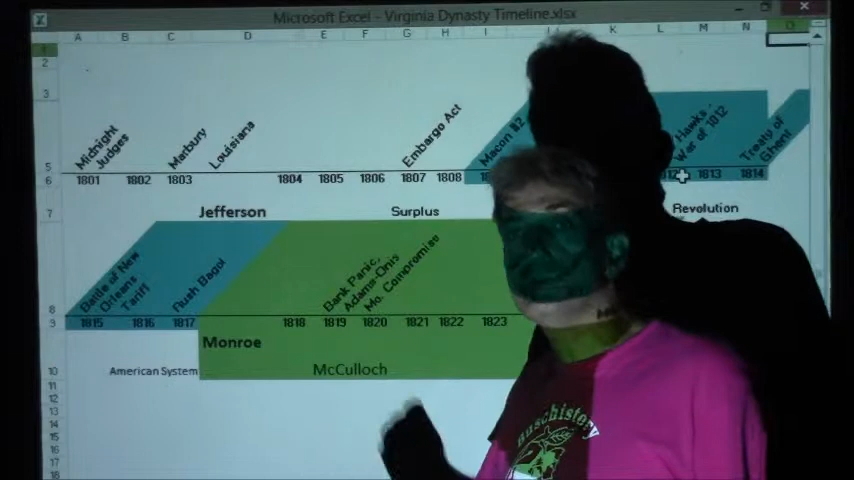 Microsoft Excel - Virginia Dynasty Timeline.xlsx
A B C D E F G H I K L M N O
1
2
3
Midnight Judges
Marbury
Louisiana
Embargo Act
Macon #2
Hawks -
War of 1812
Treaty of Ghent
5
6
1801 1802 1803 1804 1805 1806 1807 1808 1813 1814
7
Jefferson Surplus Revolution
Battle of New Orleans
Tariff
Rush Bagot
Bank Panic,
Adams-Onis
Mo. Compromise
8
9
1815 1816 1817 1818 1819 1820 1821 1822 1823
Monroe
10
American System McCulloch
11
12
13
14
15
16
17
18